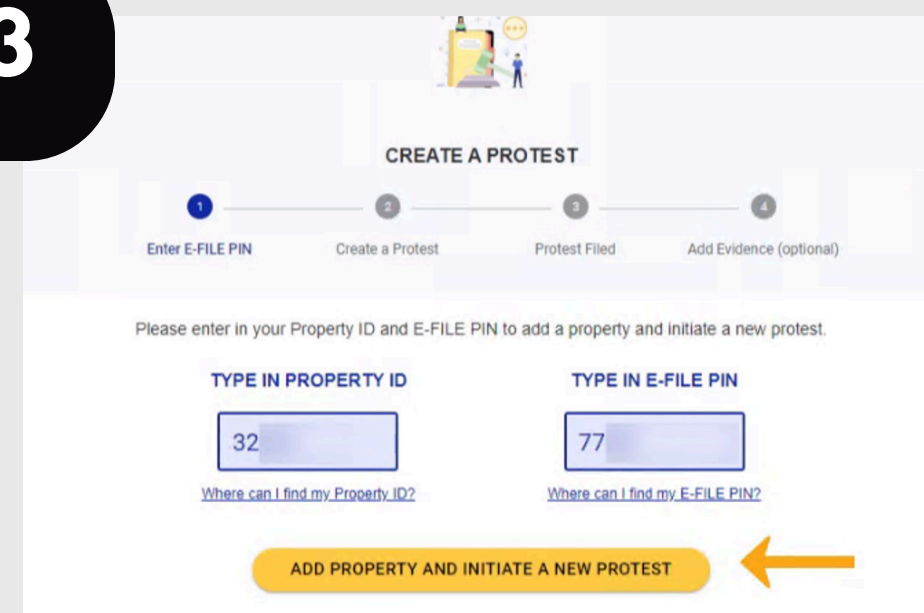 3
CREATE A PROTEST
1 2 3 4
Enter E-FILE PIN Create a Protest Protest Filed Add Evidence (optional)
Please enter in your Property ID and E-FILE PIN to add a property and initiate a new protest.
TYPE IN PROPERTY ID TYPE IN E-FILE PIN
32 77
Where can I find my Property ID? Where can I find my E-FILE PIN?
ADD PROPERTY AND INITIATE A NEW PROTEST